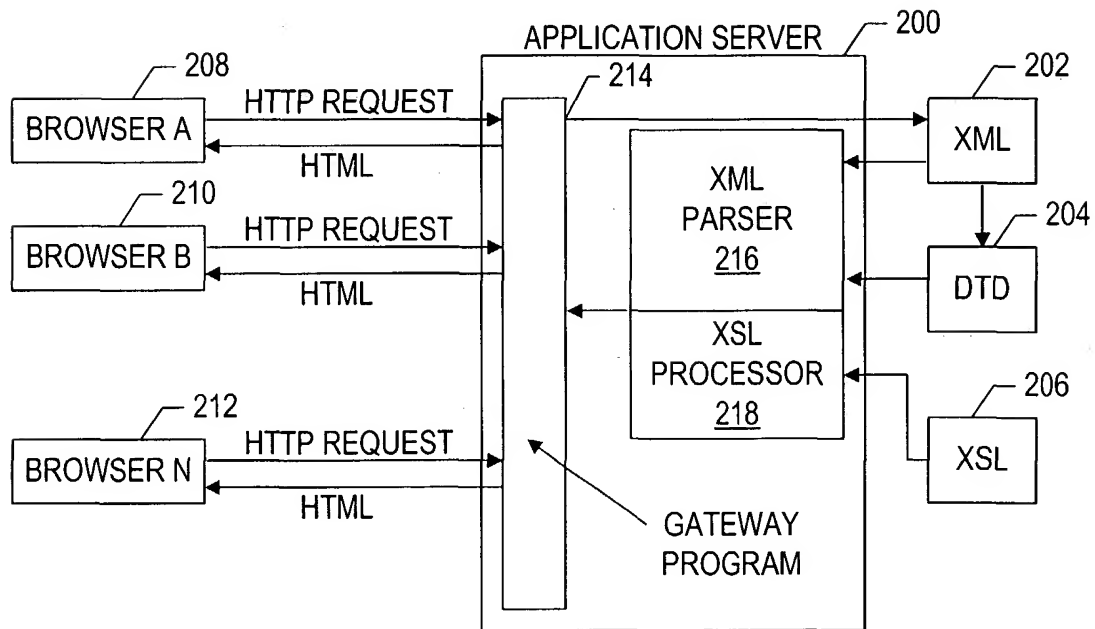 APPLICATION SERVER
200
208
HTTP REQUEST
214
202
BROWSER A
HTML
XML
XML
PARSER
216
210
HTTP REQUEST
204
BROWSER B
HTML
DTD
XSL
PROCESSOR
218
206
212
HTTP REQUEST
XSL
BROWSER N
HTML
GATEWAY
PROGRAM